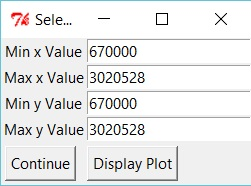 Sele...
Min x Value 670000
Max x Value 3020528
Min y Value 670000
Max y Value 3020528
Continue Display Plot